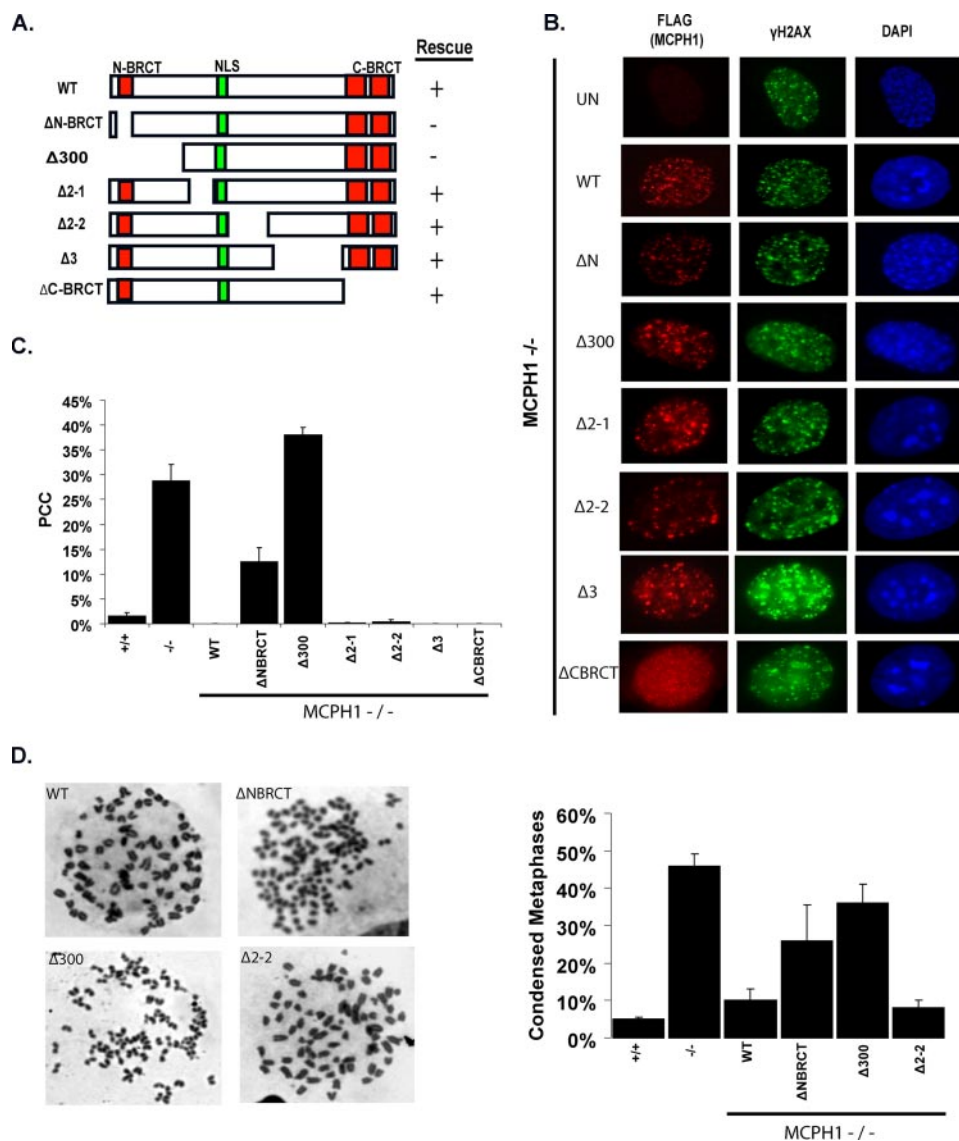 A.
Rescue
N-BRCT NLS C-BRCT
WT +
ΔN-BRCT -
Δ300 -
Δ2-1 +
Δ2-2 +
Δ3 +
ΔC-BRCT +
B.
FLAG
(MCPH1)
γH2AX
DAPI
MCPH1 -/-
UN
WT
ΔN
Δ300
Δ2-1
Δ2-2
Δ3
ΔCBRCT
C.
PCC
45%
40%
35%
30%
25%
20%
15%
10%
5%
0%
+/+ -/- WT ΔNBRCT Δ300 Δ2-1 Δ2-2 Δ3 ΔCBRCT
MCPH1 - / -
D.
WT
ΔNBRCT
Δ300
Δ2-2
Condensed Metaphases
60%
50%
40%
30%
20%
10%
0%
+/+ -/- WT ΔNBRCT Δ300 Δ2-2
MCPH1 - / -